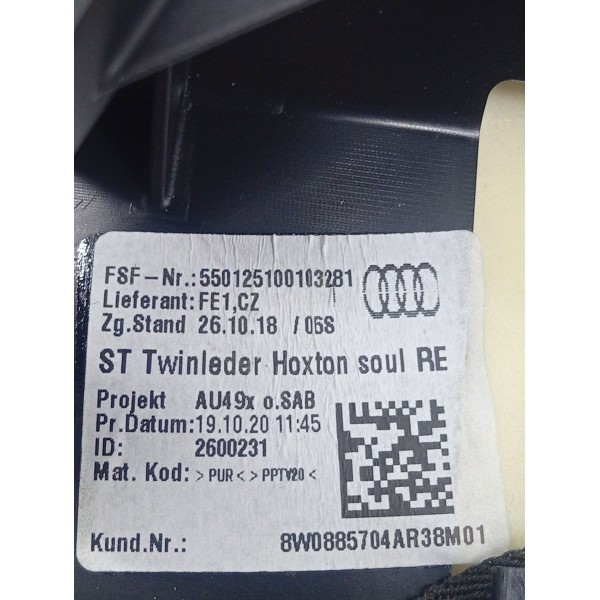 FSF-Nr.:550125100103281
Lieferant:FE1,CZ
Zg.Stand 26.10.18 /06S
ST Twinleder Hoxton soul RE
Projekt AU49x o.SAB
Pr.Datum:19.10.20 11:45
ID: 2600231
Mat. Kod: >PUR<>PPTV20<
Kund.Nr.: 8W0885704AR38M01